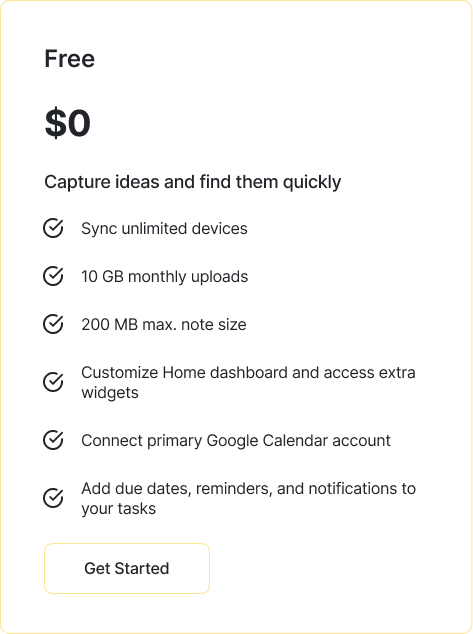 Free
$0
Capture ideas and find them quickly
Sync unlimited devices
10 GB monthly uploads
200 MB max. note size
Customize Home dashboard and access extra
widgets
Connect primary Google Calendar account
Add due dates, reminders, and notifications to
your tasks
Get Started